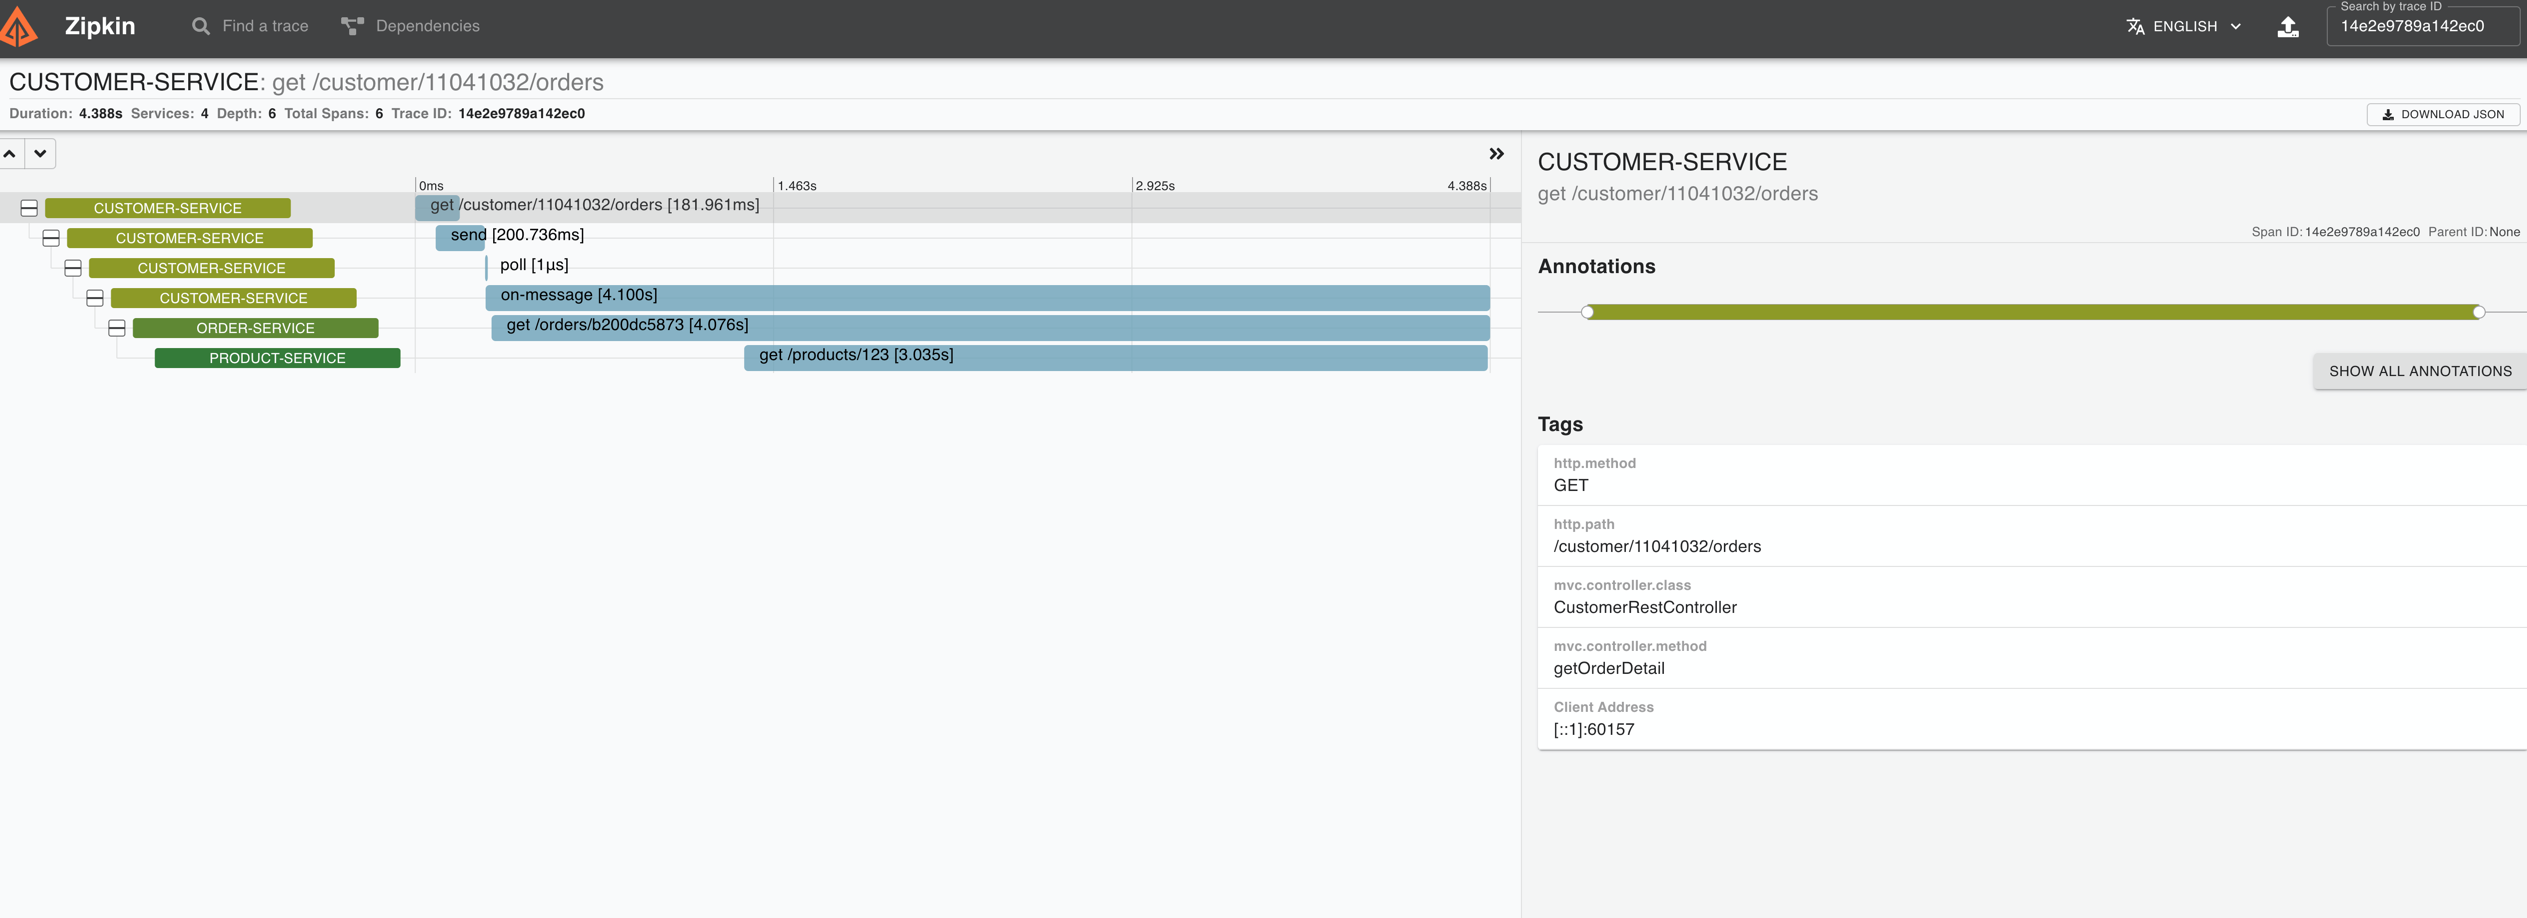 Zipkin
Find a trace
Dependencies
ENGLISH
Search by trace ID
14e2e9789a142ec0
CUSTOMER-SERVICE: get /customer/11041032/orders
Duration: 4.388s Services: 4 Depth: 6 Total Spans: 6 Trace ID: 14e2e9789a142ec0
DOWNLOAD JSON
0ms
1.463s
2.925s
4.388s
CUSTOMER-SERVICE
get /customer/11041032/orders [181.961ms]
CUSTOMER-SERVICE
send [200.736ms]
CUSTOMER-SERVICE
poll [1μs]
CUSTOMER-SERVICE
on-message [4.100s]
ORDER-SERVICE
get /orders/b200dc5873 [4.076s]
PRODUCT-SERVICE
get /products/123 [3.035s]
CUSTOMER-SERVICE
get /customer/11041032/orders
Span ID: 14e2e9789a142ec0 Parent ID: None
Annotations
SHOW ALL ANNOTATIONS
Tags
http.method
GET
http.path
/customer/11041032/orders
mvc.controller.class
CustomerRestController
mvc.controller.method
getOrderDetail
Client Address
[::1]:60157